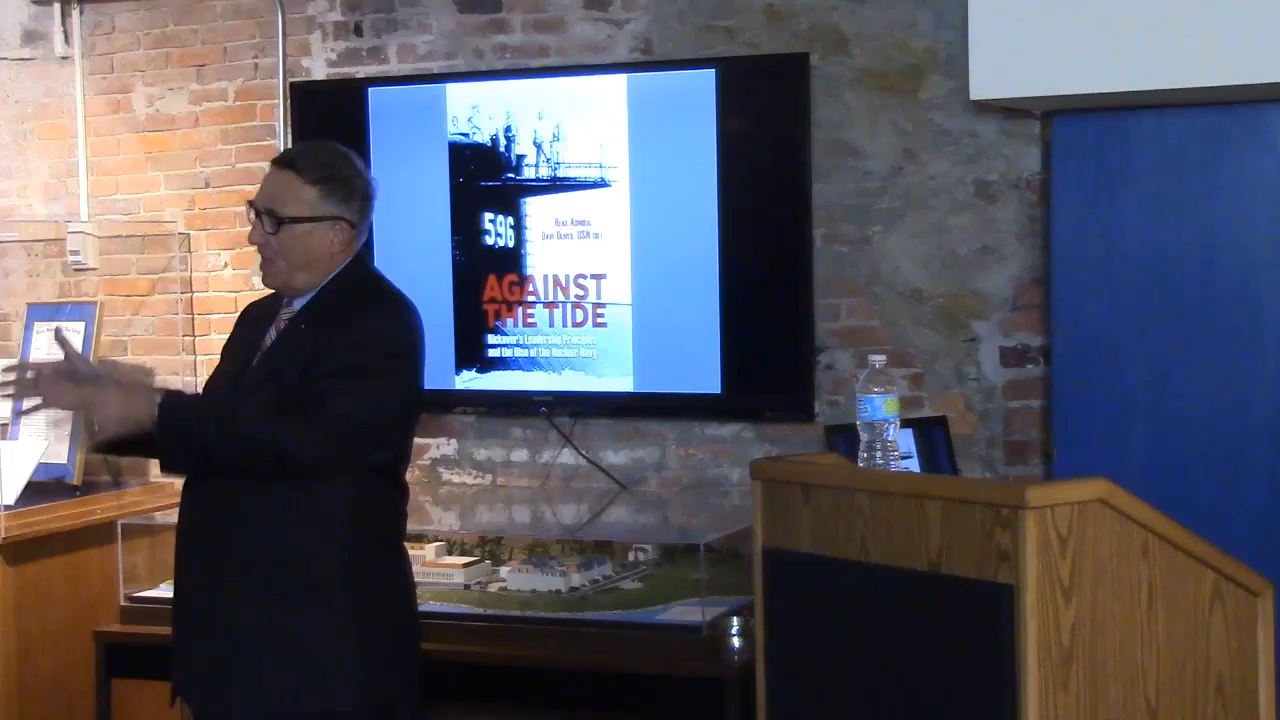 596
REAR ADMIRAL
DAVE OLIVER, USN
AGAINST
THE TIDE
Rickover's Leadership Principles
and the Rise of the Nuclear Navy